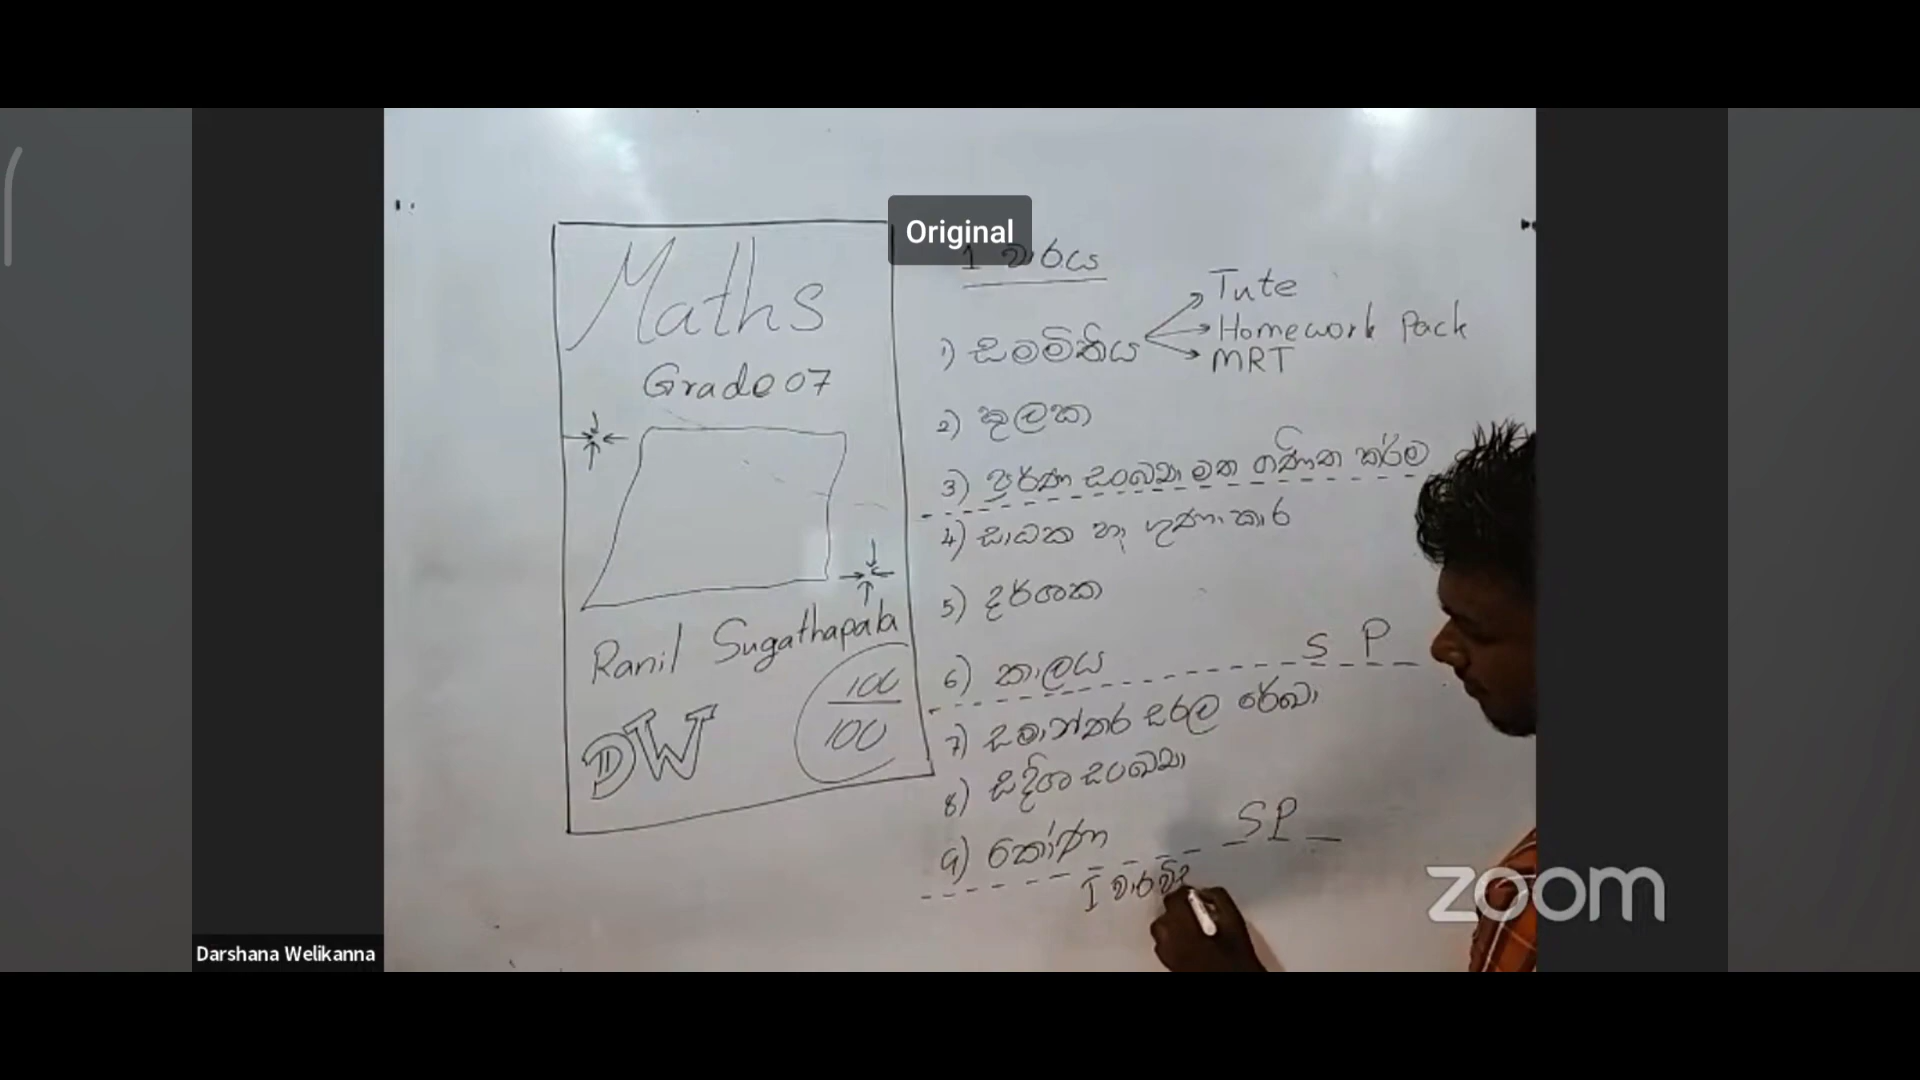 Original
Maths
Grade 07
Ranil Sugathapala
DW
100
100
1 වාරය
1) සමමිතිය
Tute
Homework Pack
MRT
2) කුලක
3) පූර්ණ සංඛ්‍යා මත ගණිත කර්ම
4) සාධක හා ගුණාකාර
5) දර්ශක
6) කාලය
S P
7) සමාන්තර සරල රේඛා
8) සදිශ සංඛ්‍යා
9) කෝණ
SP
I වාර
Darshana Welikanna
zoom